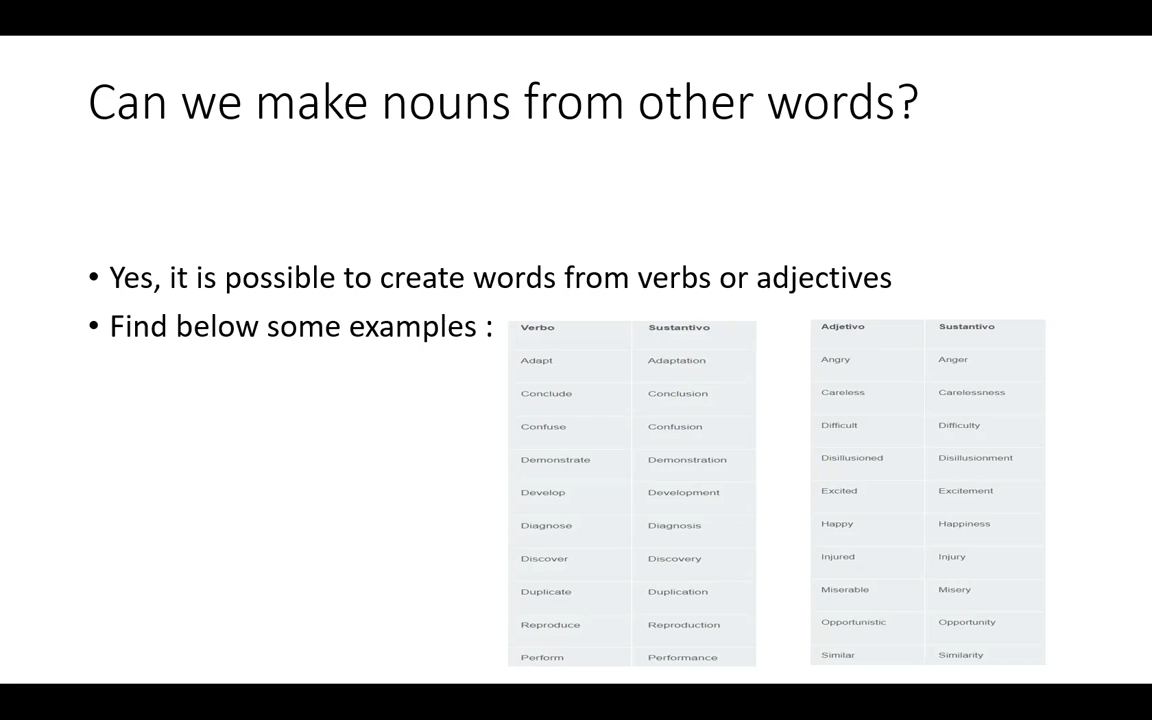 Can we make nouns from other words?
• Yes, it is possible to create words from verbs or adjectives
• Find below some examples :
Verbo Sustantivo
Adapt Adaptation
Conclude Conclusion
Confuse Confusion
Demonstrate Demonstration
Develop Development
Diagnose Diagnosis
Discover Discovery
Duplicate Duplication
Reproduce Reproduction
Perform Performance
Adjetivo Sustantivo
Angry Anger
Careless Carelessness
Difficult Difficulty
Disillusioned Disillusionment
Excited Excitement
Happy Happiness
Injured Injury
Miserable Misery
Opportunistic Opportunity
Similar Similarity